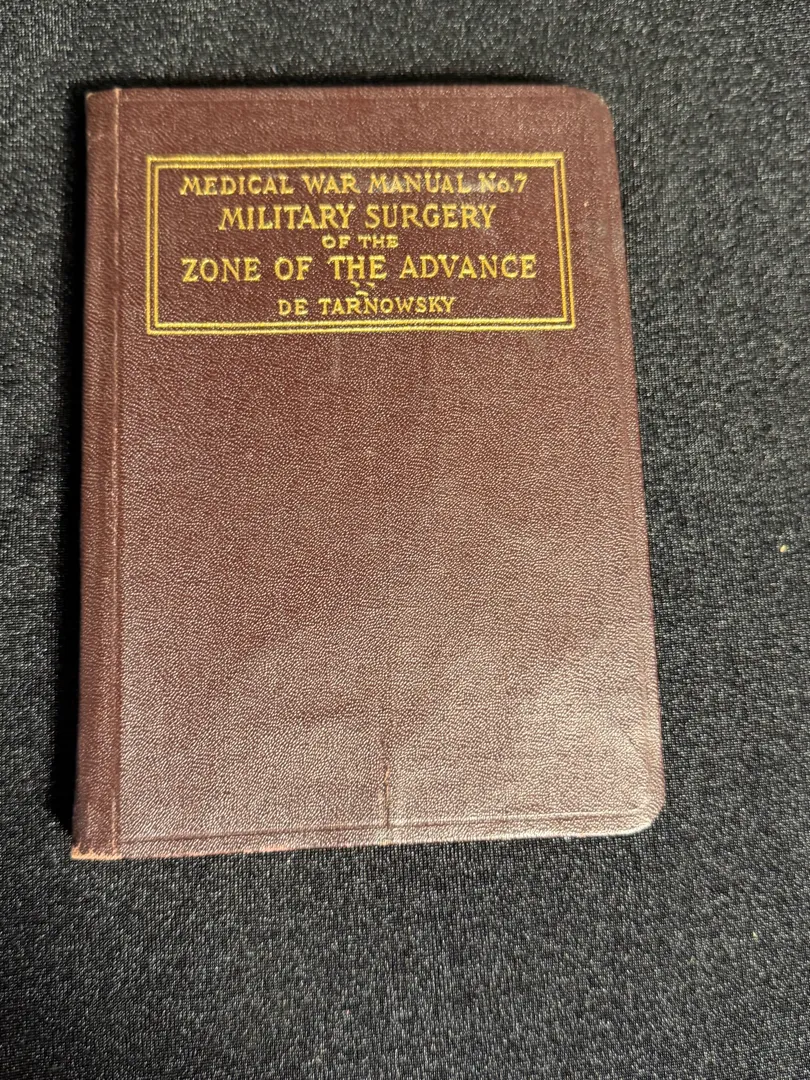 MEDICAL WAR MANUAL No.7
MILITARY SURGERY
OF THE
ZONE OF THE ADVANCE
DE TARNOWSKY